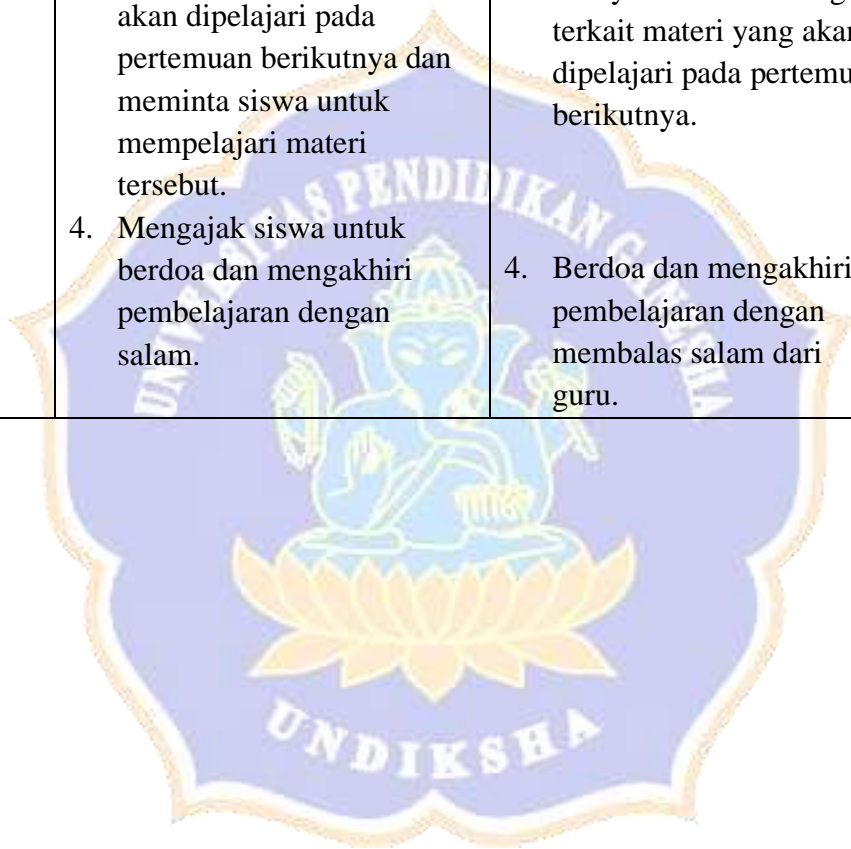 akan dipelajari pada
pertemuan berikutnya dan
meminta siswa untuk
mempelajari materi
tersebut.
4. Mengajak siswa untuk
berdoa dan mengakhiri
pembelajaran dengan
salam.
terkait materi yang akan
dipelajari pada
berikutnya.
4. Berdoa dan mengakhiri
pembelajaran dengan
membalas salam dari
guru.
UNIVERSITAS PENDIDIKAN GANESHA
UNDIKSHA